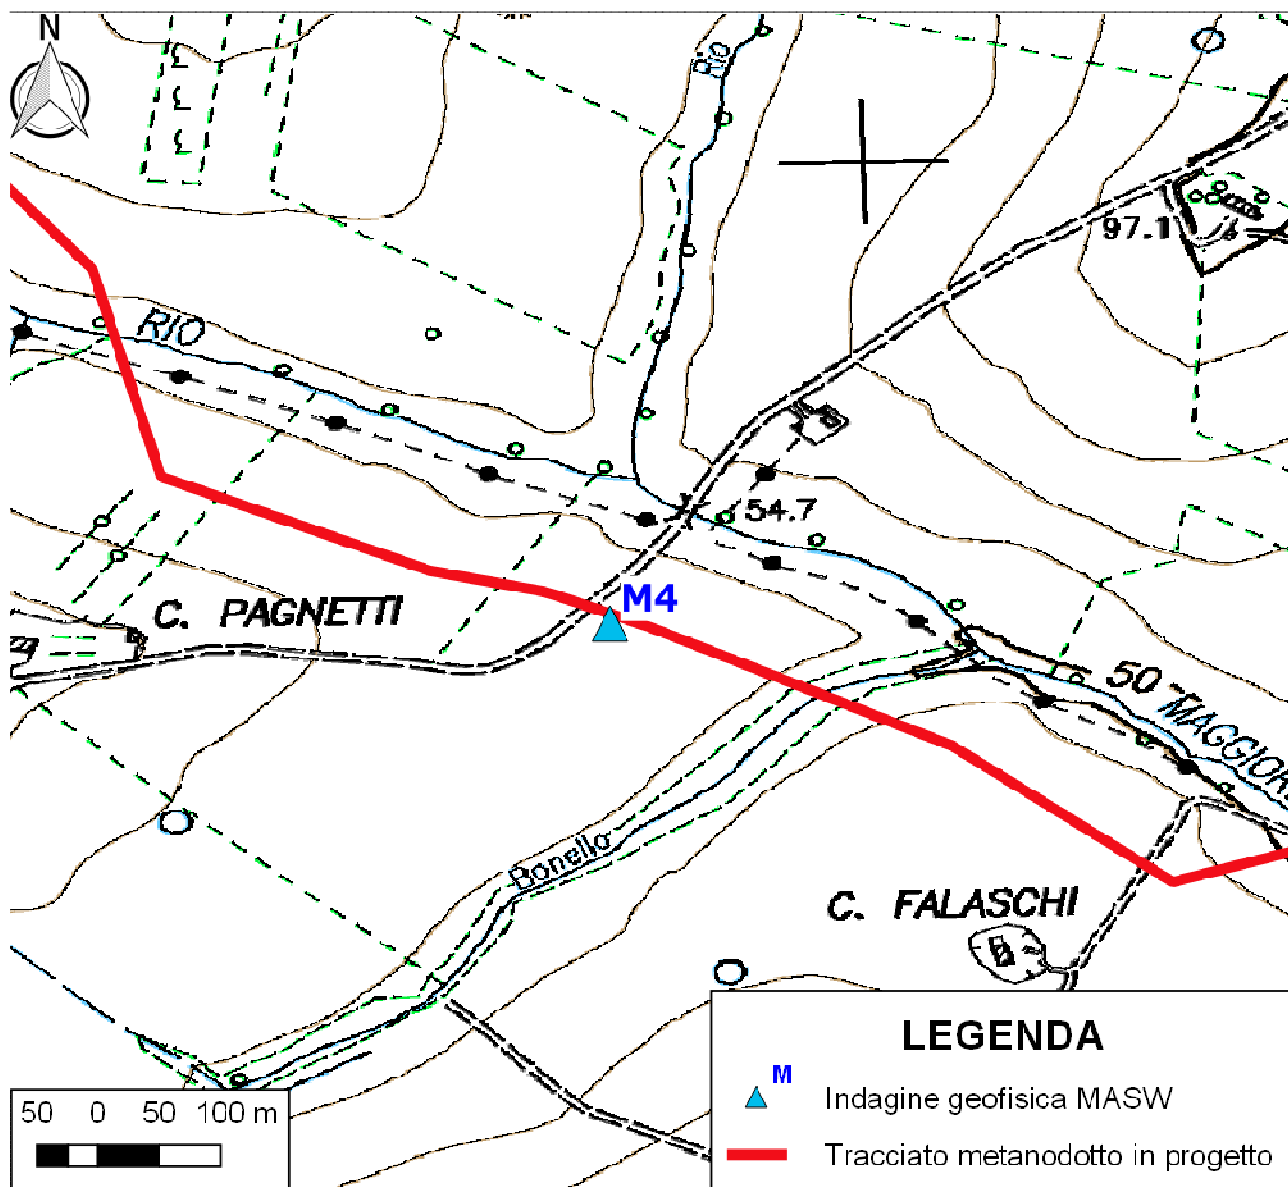 N
Rio
97.1
RIO
54.7
M4
C. PAGNETTI
50
MAGGIOR
Bonello
C. FALASCHI
LEGENDA
M
Indagine geofisica MASW
Tracciato metanodotto in progetto
50 0 50 100 m